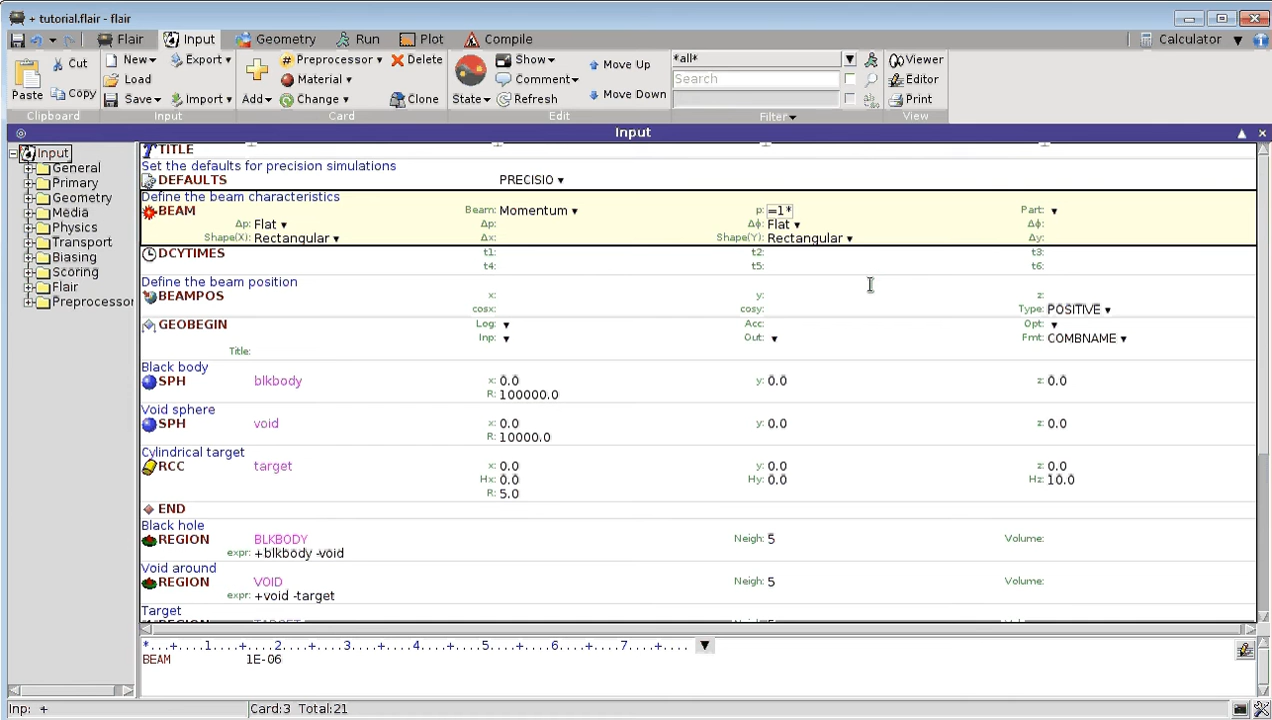 + tutorial.flair - flair
Flair Input Geometry Run Plot Compile Calculator
Cut New Export Preprocessor Delete Show Move Up *all* Viewer
Load Material Comment Search Editor
Paste Copy Save Import Add Change Clone State Refresh Move Down Print
Clipboard Input Card Edit Filter View
Input
Input
General
Primary
Geometry
Media
Physics
Transport
Biasing
Scoring
Flair
Preprocessor
TITLE
Set the defaults for precision simulations
DEFAULTS PRECISIO
Define the beam characteristics
BEAM Beam: Momentum p: =1* Part:
Δp: Flat Δp: Δϕ: Flat Δϕ:
Shape(X): Rectangular Δx: Shape(Y): Rectangular Δy:
DCYTIMES t1: t2: t3:
t4: t5: t6:
Define the beam position
BEAMPOS x: y: z:
cosx: cosy: Type: POSITIVE
GEOBEGIN Log: Acc: Opt:
Inp: Out: Fmt: COMBNAME
Title:
Black body
SPH blkbody x: 0.0 y: 0.0 z: 0.0
R: 100000.0
Void sphere
SPH void x: 0.0 y: 0.0 z: 0.0
R: 10000.0
Cylindrical target
RCC target x: 0.0 y: 0.0 z: 0.0
Hx: 0.0 Hy: 0.0 Hz: 10.0
R: 5.0
END
Black hole
REGION BLKBODY Neigh: 5 Volume:
expr: +blkbody -void
Void around
REGION VOID Neigh: 5 Volume:
expr: +void -target
Target
*...+....1....+....2....+....3....+....4....+....5....+....6....+....7....+....
BEAM 1E-06
Inp: + Card:3 Total:21